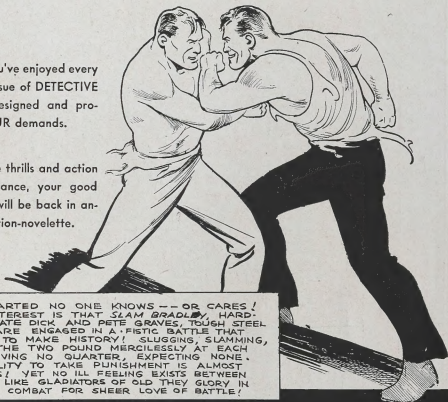 u've enjoyed every
sue of DETECTIVE
esigned and pro-
UR demands.
e thrills and action
ance, your good
will be back in an-
tion-novelette.
ARTED NO ONE KNOWS -- OR CARES!
TEREST IS THAT SLAM BRADLEY, HARD-
ATE DICK AND PETE GRAVES, TOUGH STEEL
ARE ENGAGED IN A FISTIC BATTLE THAT
TO MAKE HISTORY! SLUGGING, SLAMMING,
THE TWO POUND MERCILESSLY AT EACH
VING NO QUARTER, EXPECTING NONE.
LITY TO TAKE PUNISHMENT IS ALMOST
S! YET NO ILL FEELING EXISTS BETWEEN
LIKE GLADIATORS OF OLD THEY GLORY IN
COMBAT FOR SHEER LOVE OF BATTLE!